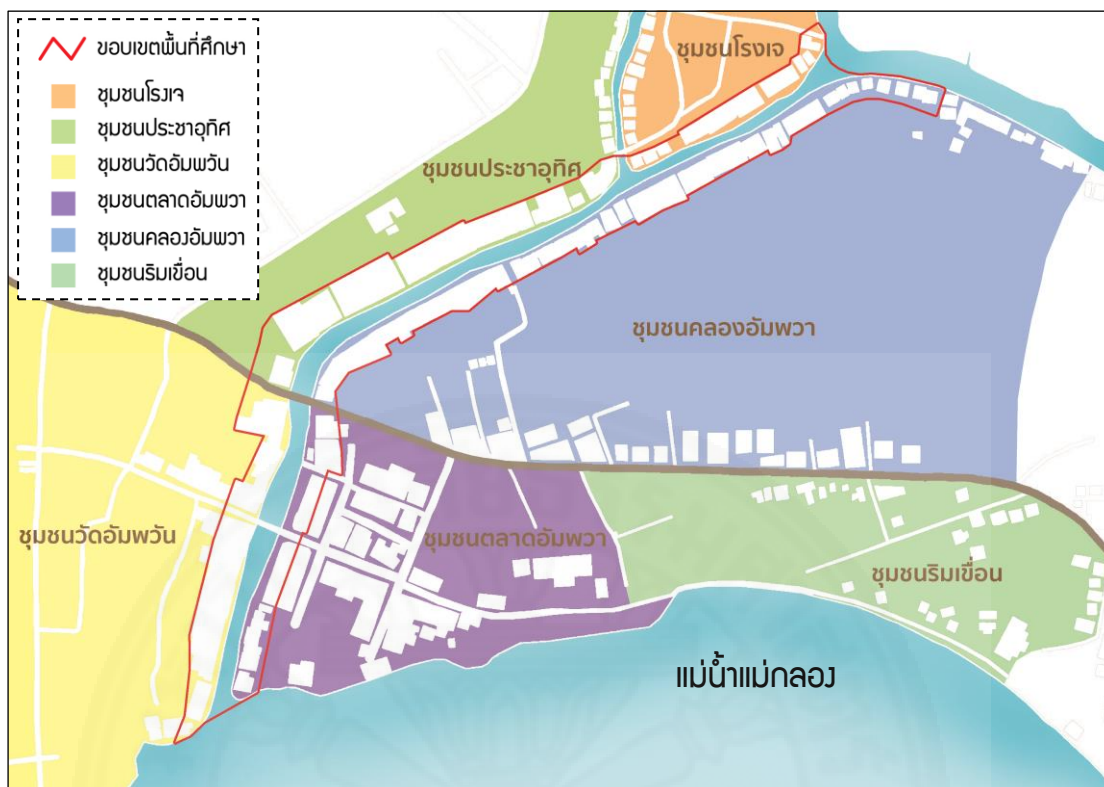 ขอบเขตพื้นที่ศึกษา
ชุมชนโรงเจ
ชุมชนประชาอุทิศ
ชุมชนวัดอัมพวัน
ชุมชนตลาดอัมพวา
ชุมชนคลองอัมพวา
ชุมชนริมเขื่อน
ชุมชนโรงเจ
ชุมชนประชาอุทิศ
ชุมชนคลองอัมพวา
ชุมชนวัดอัมพวัน
ชุมชนตลาดอัมพวา
ชุมชนริมเขื่อน
แม่น้ำแม่กลอง